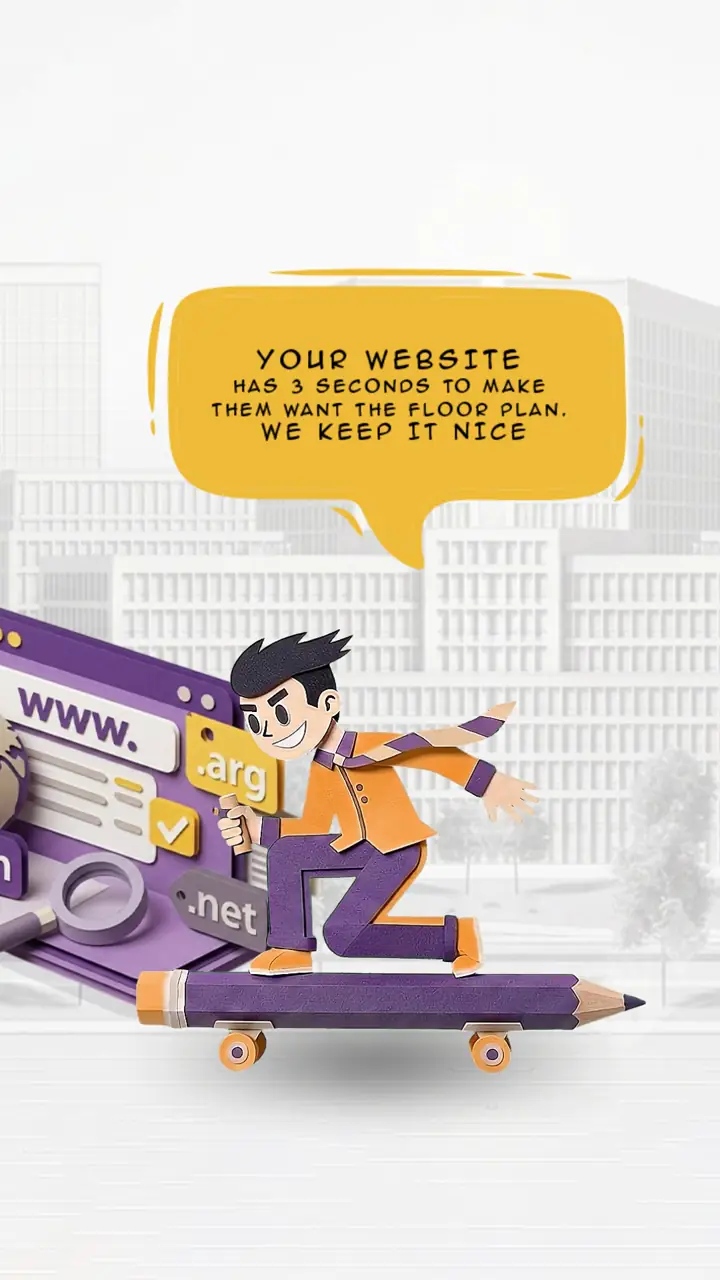 YOUR WEBSITE
HAS 3 SECONDS TO MAKE
THEM WANT THE FLOOR PLAN.
WE KEEP IT NICE
www.
.arg
.net